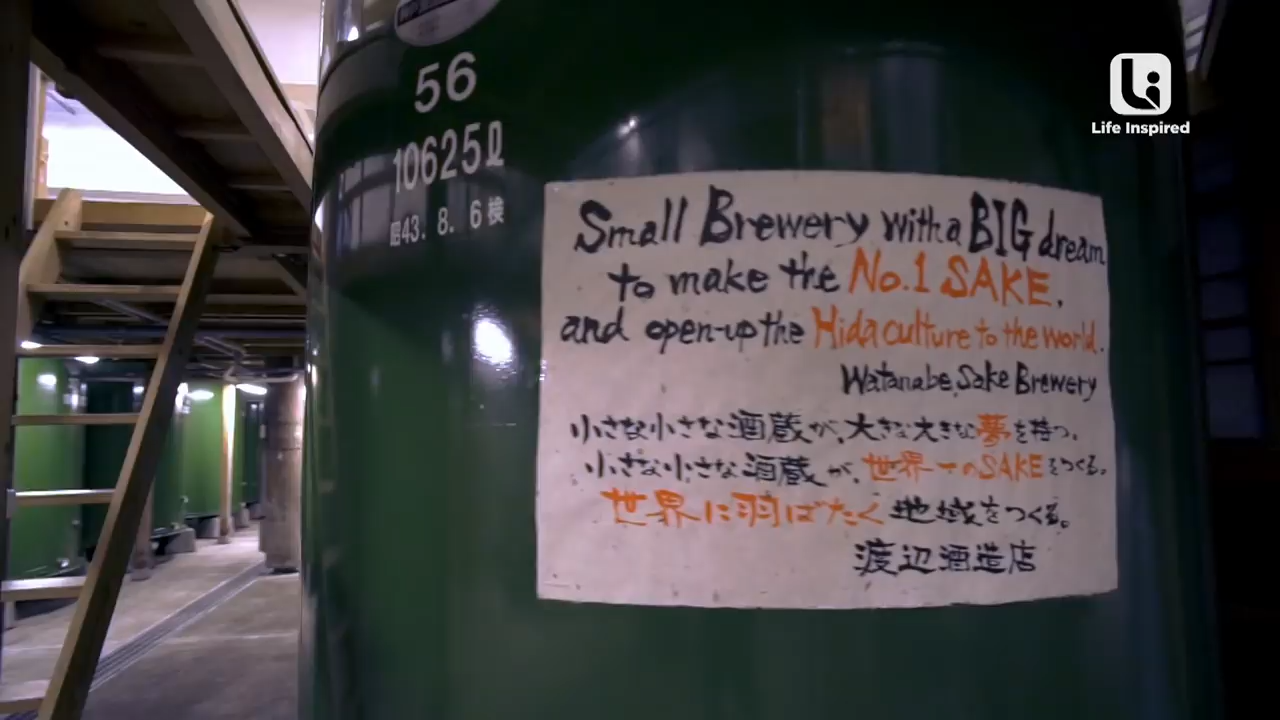 56
10625ℓ
昭43. 8. 6 検
Life Inspired
Small Brewery with a BIG dream
to make the No.1 SAKE.
and open-up the Hida culture to the world.
Watanabe Sake Brewery
小さな小さな酒蔵が、大きな大きな夢を持つ。
小さな小さな酒蔵が、世界一のSAKEをつくる。
世界に羽ばたく地域をつくる。
渡辺酒造店